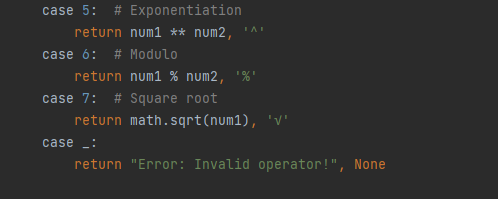 case 5:  # Exponentiation
    return num1 ** num2, '^'
case 6:  # Modulo
    return num1 % num2, '%'
case 7:  # Square root
    return math.sqrt(num1), '√'
case _:
    return "Error: Invalid operator!", None